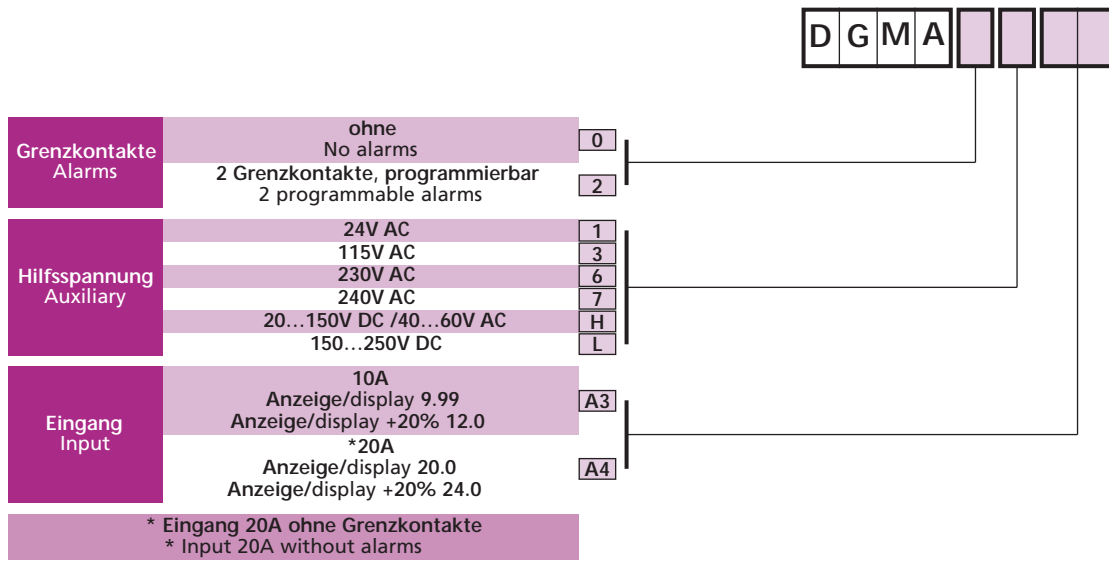 D G M A
Grenzkontakte
Alarms
ohne
No alarms
0
2 Grenzkontakte, programmierbar
2 programmable alarms
2
Hilfsspannung
Auxiliary
24V AC
1
115V AC
3
230V AC
6
240V AC
7
20...150V DC /40...60V AC
H
150...250V DC
L
Eingang
Input
10A
Anzeige/display 9.99
Anzeige/display +20% 12.0
A3
*20A
Anzeige/display 20.0
Anzeige/display +20% 24.0
A4
* Eingang 20A ohne Grenzkontakte
* Input 20A without alarms